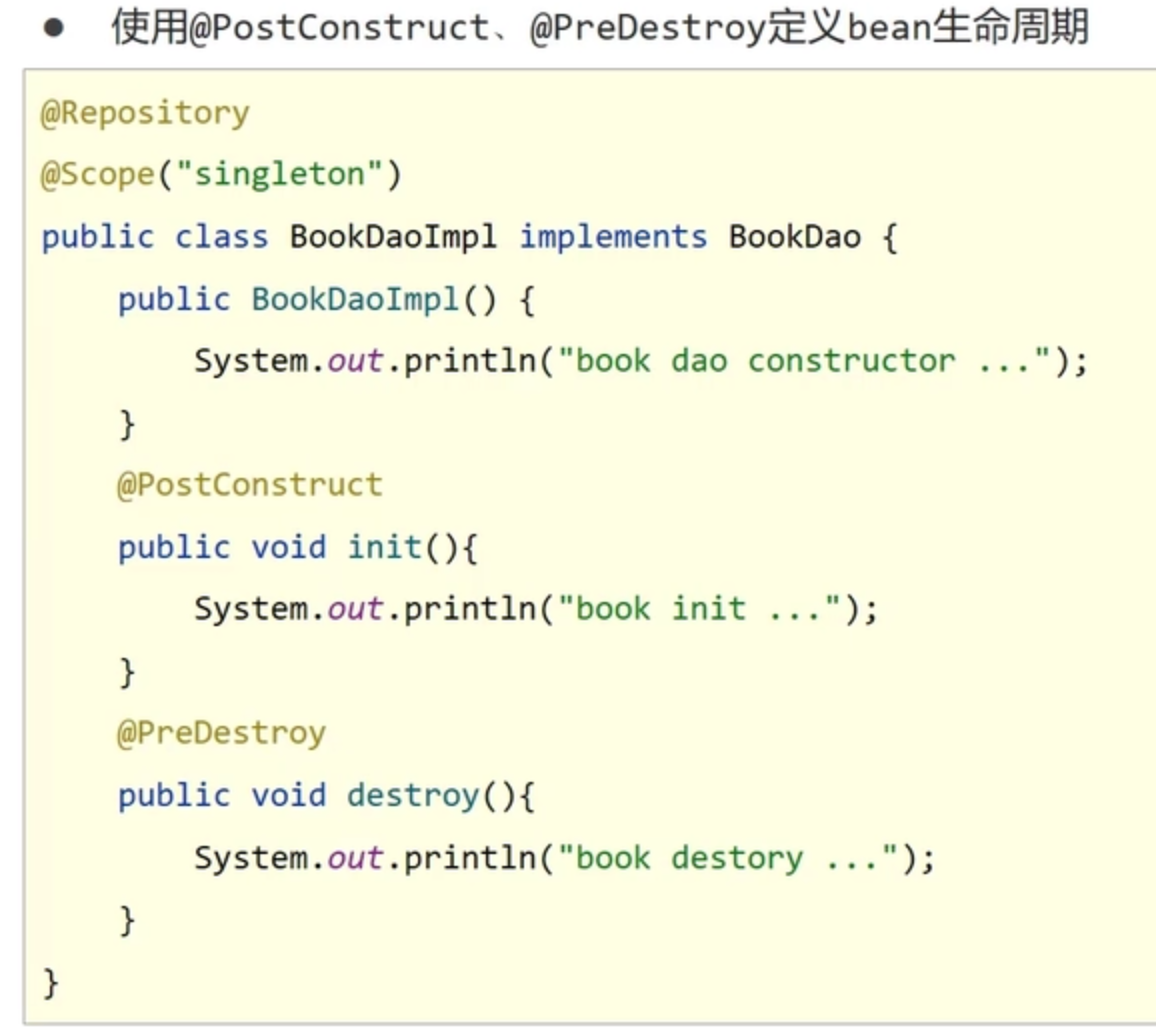 ● 使用@PostConstruct、@PreDestroy定义bean生命周期
@Repository
@Scope("singleton")
public class BookDaoImpl implements BookDao {
    public BookDaoImpl() {
        System.out.println("book dao constructor ...");
    }
    @PostConstruct
    public void init(){
        System.out.println("book init ...");
    }
    @PreDestroy
    public void destroy(){
        System.out.println("book destory ...");
    }
}